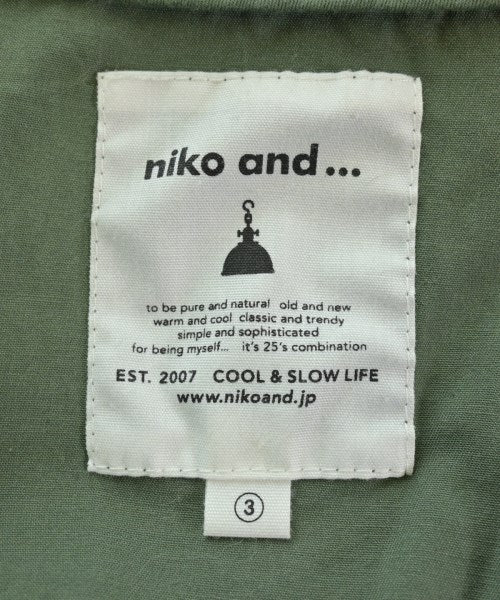 niko and...
to be pure and natural old and new
warm and cool classic and trendy
simple and sophisticated
for being myself... it's 25's combination
EST. 2007 COOL & SLOW LIFE
www.nikoand.jp
③